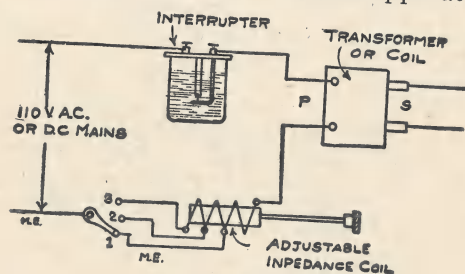 INTERRUPTER
TRANSFORMER
OR COIL
P
S
110 V. A.C.
OR D.C MAINS
3
2
1
M.E.
M.E.
ADJUSTABLE
INPEDANCE COIL